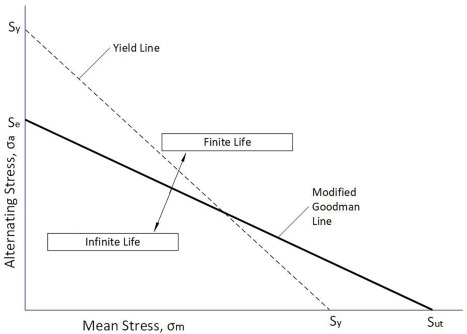 Sy
Yield Line
Se
Finite Life
Alternating Stress, σa
Modified
Goodman
Line
Infinite Life
Sy
Sut
Mean Stress, σm